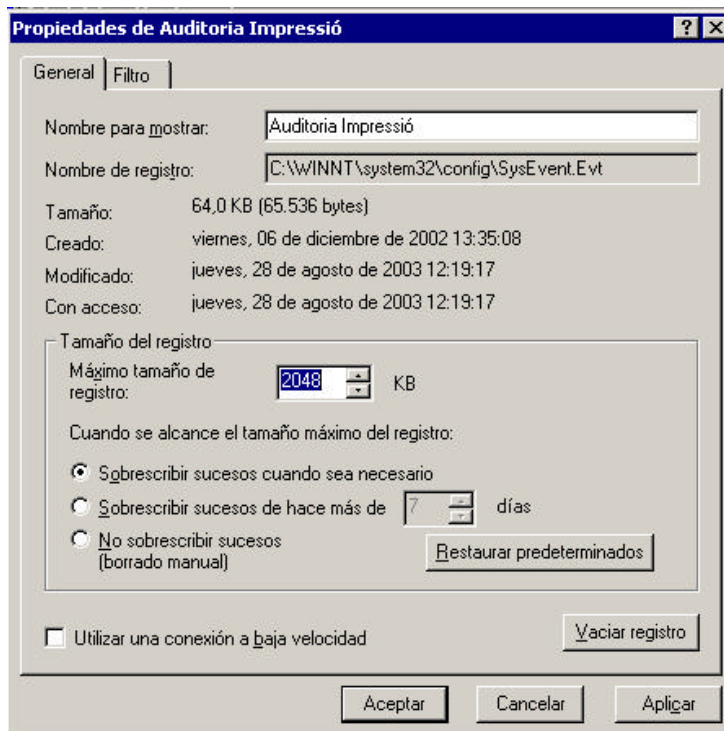 Propiedades de Auditoria Impressió
General
Filtro
Nombre para mostrar:
Auditoria Impressió
Nombre de registro:
C:\WINNT\system32\config\SysEvent.Evt
Tamaño:
64,0 KB (65.536 bytes)
Creado:
viernes, 06 de diciembre de 2002 13:35:08
Modificado:
jueves, 28 de agosto de 2003 12:19:17
Con acceso:
jueves, 28 de agosto de 2003 12:19:17
Tamaño del registro
Máximo tamaño de
registro:
2048
KB
Cuando se alcance el tamaño máximo del registro:
Sobrescribir sucesos cuando sea necesario
Sobrescribir sucesos de hace más de
7
días
No sobrescribir sucesos
(borrado manual)
Restaurar predeterminados
Utilizar una conexión a baja velocidad
Vaciar registro
Aceptar
Cancelar
Aplicar